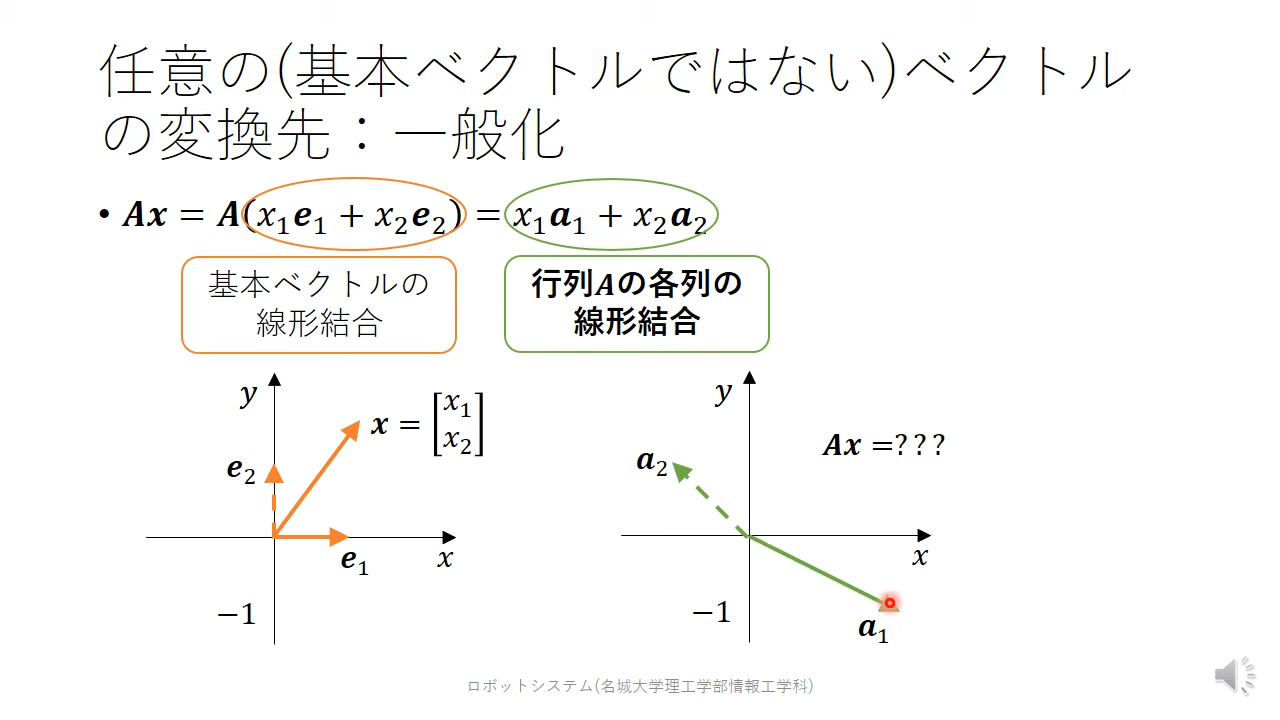 任意の(基本ベクトルではない)ベクトル
の変換先：一般化
• Ax = A(x₁e₁ + x₂e₂) = x₁a₁ + x₂a₂
基本ベクトルの
線形結合
行列Aの各列の
線形結合
y
x = [x₁ x₂]
e₂
e₁
x
−1
y
Ax =???
a₂
x
−1
a₁
ロボットシステム(名城大学理工学部情報工学科)